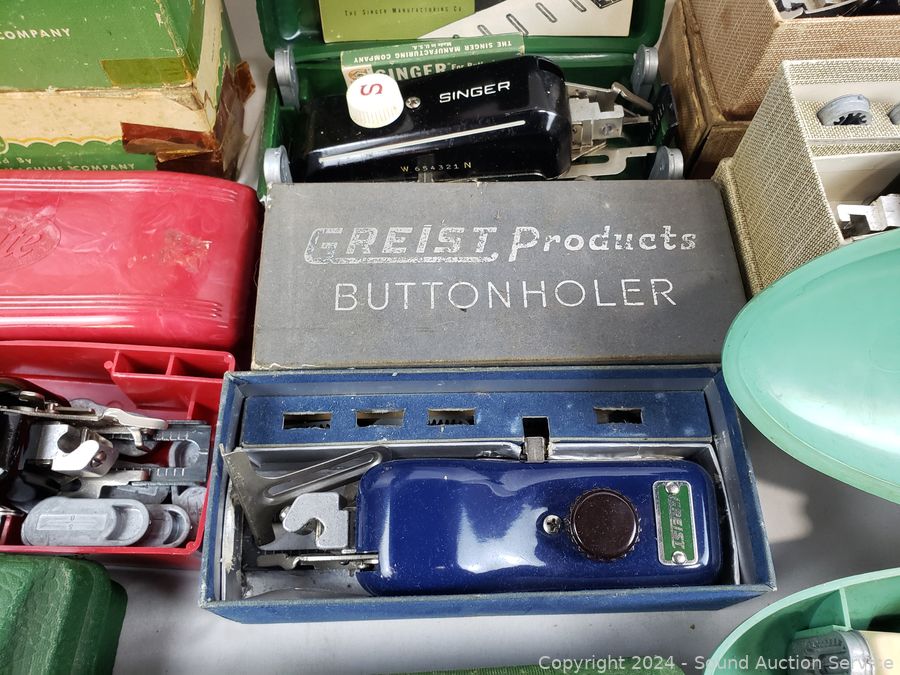 COMPANY
THE SINGER MANUFACTURING CO
THE SINGER MANUFACTURING
COMPANY
SINGER
S
SINGER
W 654321 N
COMPANY
GREIST Products
BUTTONHOLER
GREIST
Copyright 2024 - Sound Auction Service